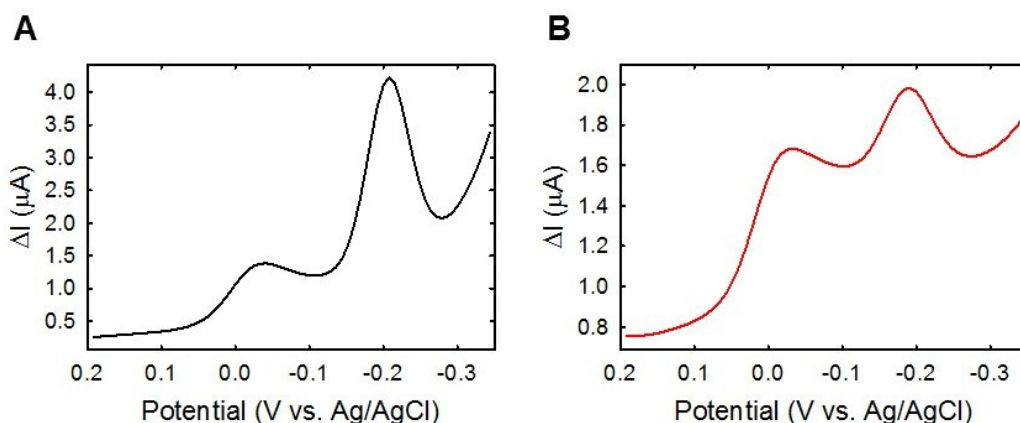 A
ΔI (μA)
4.0
3.5
3.0
2.5
2.0
1.5
1.0
0.5
0.2 0.1 0.0 -0.1 -0.2 -0.3
Potential (V vs. Ag/AgCl)
B
ΔI (μA)
2.0
1.8
1.6
1.4
1.2
1.0
0.8
0.2 0.1 0.0 -0.1 -0.2 -0.3
Potential (V vs. Ag/AgCl)